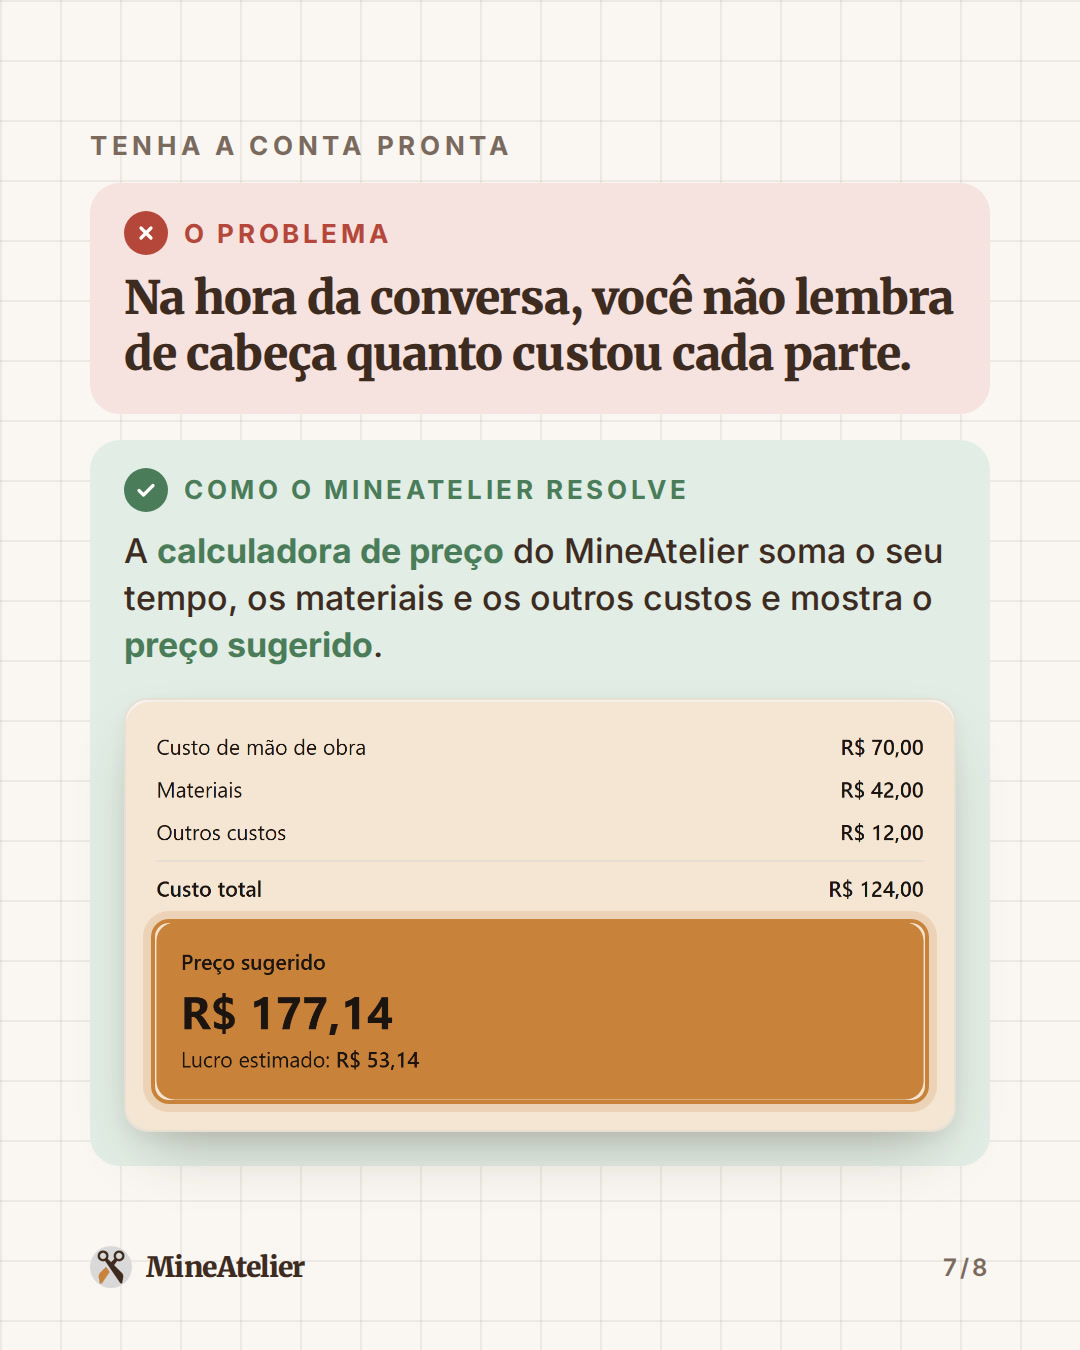 TENHA A CONTA PRONTA
O PROBLEMA
Na hora da conversa, você não lembra
de cabeça quanto custou cada parte.
COMO O MINEATELIER RESOLVE
A calculadora de preço do MineAtelier soma o seu
tempo, os materiais e os outros custos e mostra o
preço sugerido.
Custo de mão de obra R$ 70,00
Materiais R$ 42,00
Outros custos R$ 12,00
Custo total R$ 124,00
Preço sugerido
R$ 177,14
Lucro estimado: R$ 53,14
MineAtelier 7/8